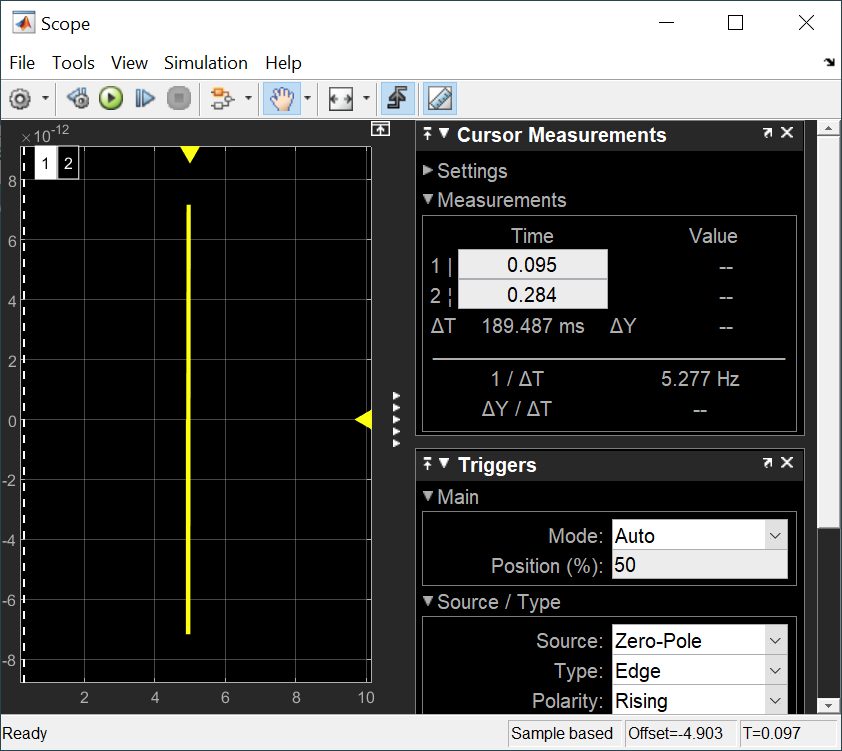 Scope
File Tools View Simulation Help
×10-12
1 2
8
6
4
2
0
-2
-4
-6
-8
2 4 6 8 10
Cursor Measurements
Settings
Measurements
Time Value
1 | 0.095 --
2 ¦ 0.284 --
ΔT 189.487 ms ΔY --
1 / ΔT 5.277 Hz
ΔY / ΔT --
Triggers
Main
Mode: Auto
Position (%): 50
Source / Type
Source: Zero-Pole
Type: Edge
Polarity: Rising
Ready Sample based Offset=-4.903 T=0.097